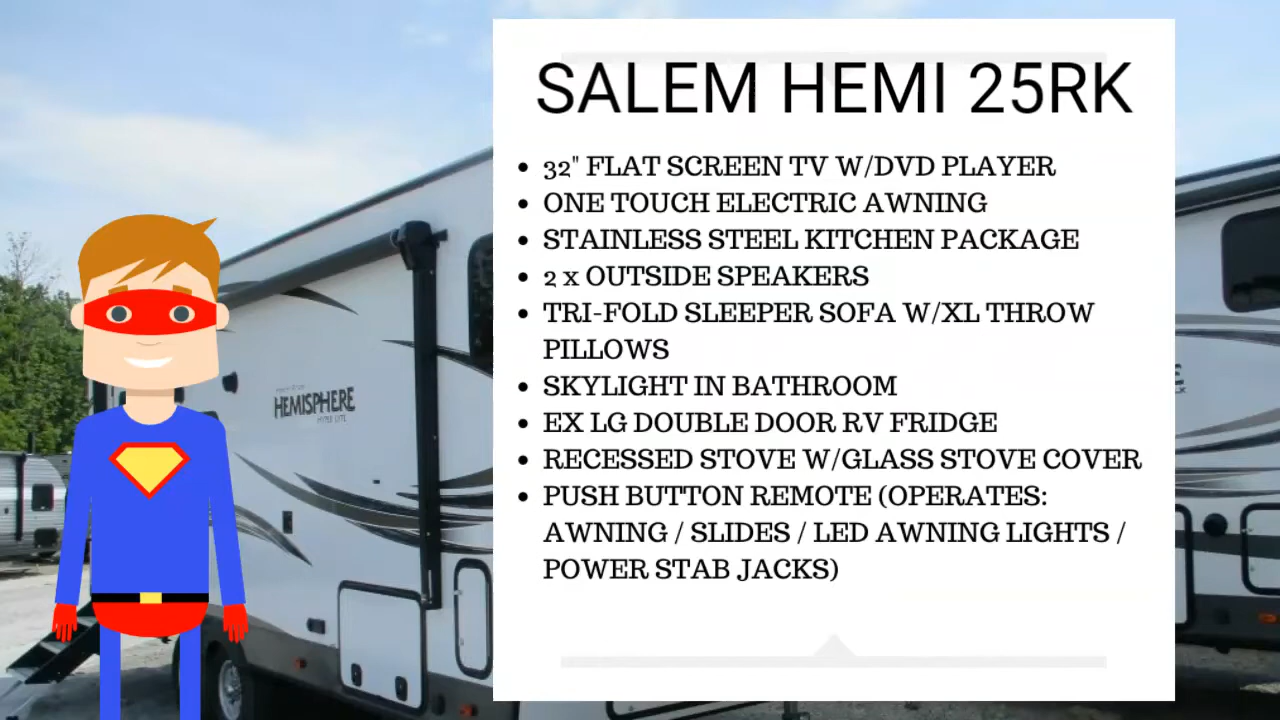 SALEM HEMI 25RK
• 32" FLAT SCREEN TV W/DVD PLAYER
• ONE TOUCH ELECTRIC AWNING
• STAINLESS STEEL KITCHEN PACKAGE
• 2 x OUTSIDE SPEAKERS
• TRI-FOLD SLEEPER SOFA W/XL THROW
PILLOWS
• SKYLIGHT IN BATHROOM
• EX LG DOUBLE DOOR RV FRIDGE
• RECESSED STOVE W/GLASS STOVE COVER
• PUSH BUTTON REMOTE (OPERATES:
AWNING / SLIDES / LED AWNING LIGHTS /
POWER STAB JACKS)
HEMISPHERE